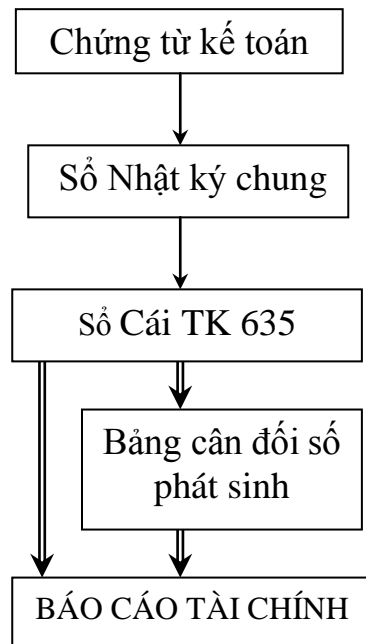 Chứng từ kế toán
Sổ Nhật ký chung
Sổ Cái TK 635
Bảng cân đối số
phát sinh
BÁO CÁO TÀI CHÍNH